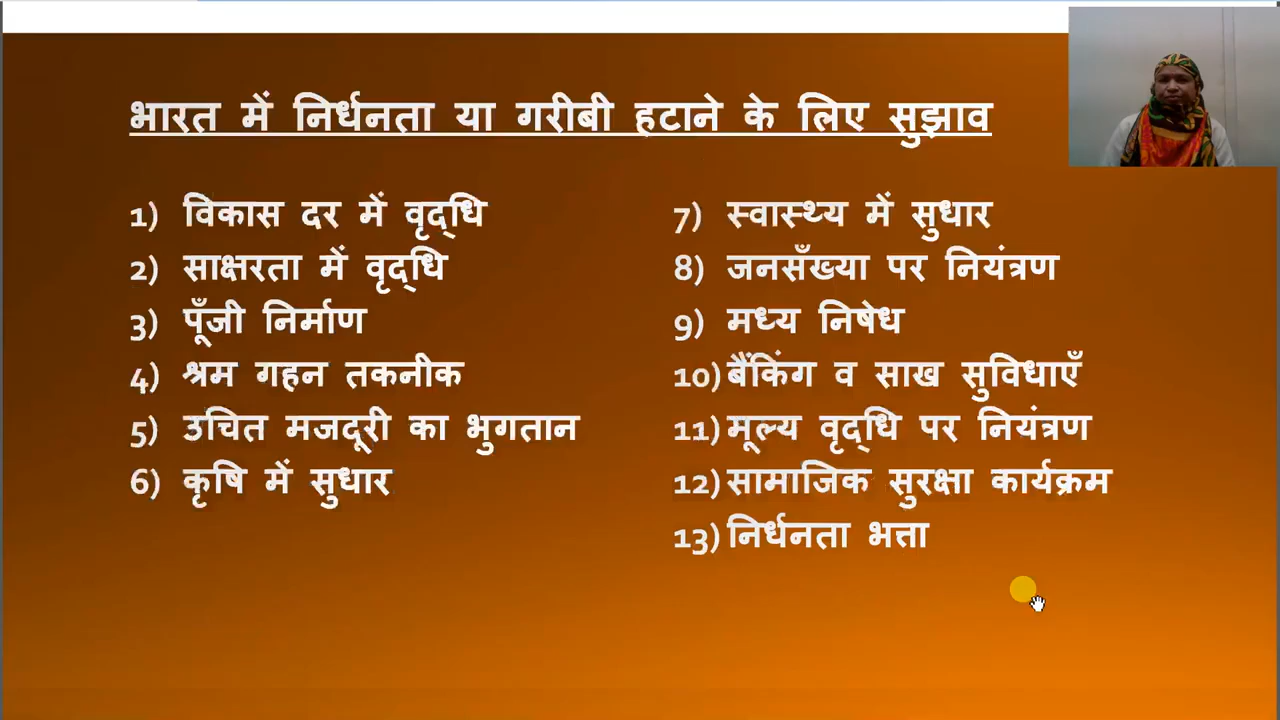 भारत में निर्धनता या गरीबी हटाने के लिए सुझाव
1) विकास दर में वृद्धि
2) साक्षरता में वृद्धि
3) पूँजी निर्माण
4) श्रम गहन तकनीक
5) उचित मजदूरी का भुगतान
6) कृषि में सुधार
7) स्वास्थ्य में सुधार
8) जनसँख्या पर नियंत्रण
9) मध्य निषेध
10) बैंकिंग व साख सुविधाएँ
11) मूल्य वृद्धि पर नियंत्रण
12) सामाजिक सुरक्षा कार्यक्रम
13) निर्धनता भत्ता